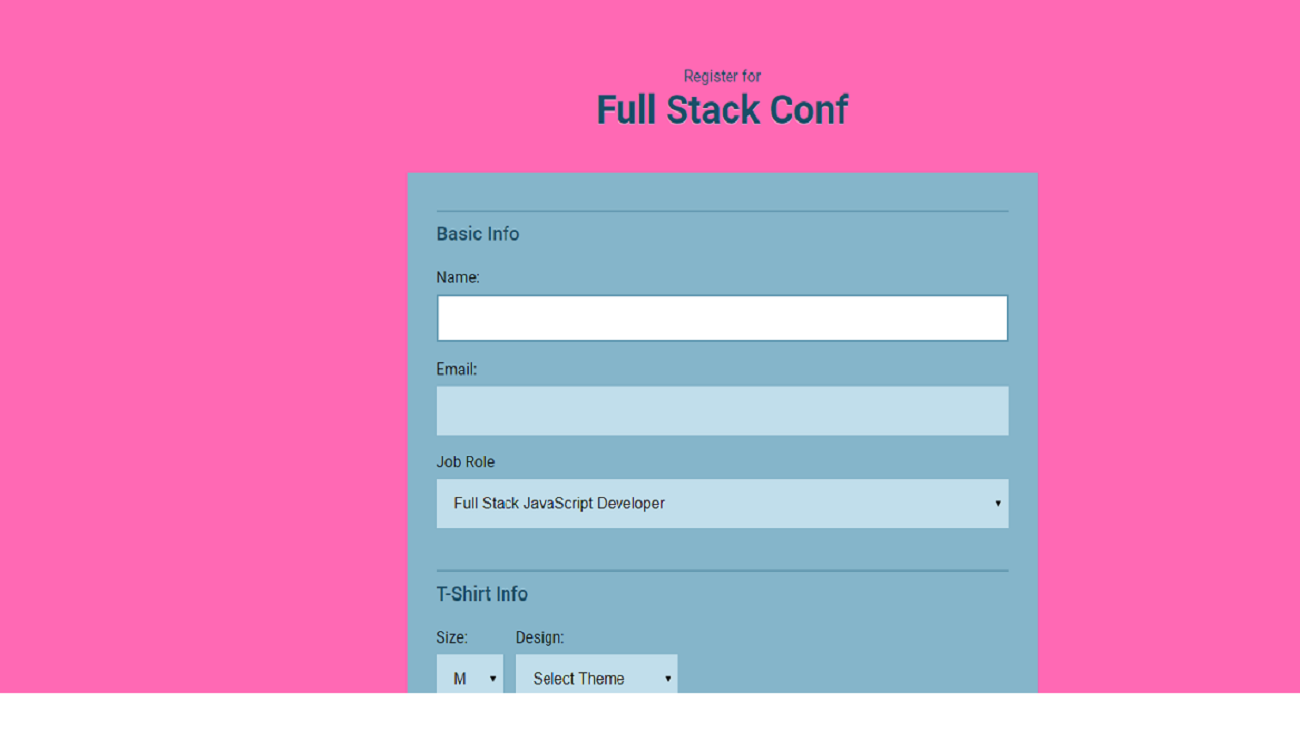 Register for
Full Stack Conf
Basic Info
Name:
Email:
Job Role
Full Stack JavaScript Developer
T-Shirt Info
Size: Design:
M Select Theme